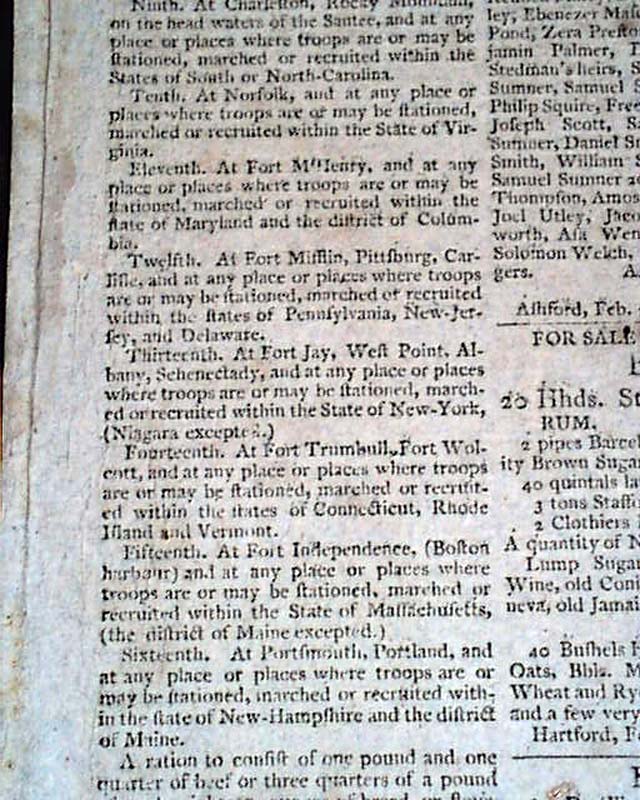 Ninth. At Charleſton, Rocky Mountain,
on the head waters of the Santee, and at any
place or places where troops are or may be
ſtationed, marched or recruited within the
States of South or North-Carolina.
Tenth. At Norfolk, and at any place or
places where troops are or may be ſtationed,
marched or recruited within the State of Vir-
ginia.
Eleventh. At Fort M'Henry, and at any
place or places where troops are or may be
ſtationed, marched or recruited within the
ſtate of Maryland and the diſtrict of Colum-
bia.
Twelfth. At Fort Mifflin, Pittſburg, Car-
liſle, and at any place or places where troops
are or may be ſtationed, marched or recruited
within the ſtates of Pennſylvania, New-Jer-
ſey, and Delaware.
Thirteenth. At Fort Jay, Weſt Point, Al-
bany, Schenectady, and at any place or places
where troops are or may be ſtationed, march-
ed or recruited within the State of New-York,
(Niagara excepted.)
Fourteenth. At Fort Trumbull, Fort Wol-
cott, and at any place or places where troops
are or may be ſtationed, marched or recruit-
ed within the ſtates of Connecticut, Rhode
Iſland and Vermont.
Fifteenth. At Fort Independence, (Boſton
harbour) and at any place or places where
troops are or may be ſtationed, marched or
recruited within the State of Maſſachuſetts,
(the diſtrict of Maine excepted.)
Sixteenth. At Portſmouth, Portland, and
at any place or places where troops are or
may be ſtationed, marched or recruited with-
in the ſtate of New-Hampſhire and the diſtrict
of Maine.
A ration to conſiſt of one pound and one
quarter of beef or three quarters of a pound
ley, Ebenezer
Pond, Zera
jamin Palmer,
Stedman's heirs,
Sumner, Samuel
Philip Squire,
Joſeph Scott,
Sumner, Daniel
Smith, William
Samuel Sumner
Thompson, Amos
Joel Utley,
worth, Aſa
Solomon Welch,
gers.
Aſhford, Feb.
FOR SALE
20 Hhds.
RUM.
2 pipes
ity Brown Sugar
40 quintals
3 tons
2 Clothiers
A quantity of
Lump Sugar
Wine, old
neva, old
40 Buſhels
Oats, Bbls.
Wheat and
and a few very
Hartford,